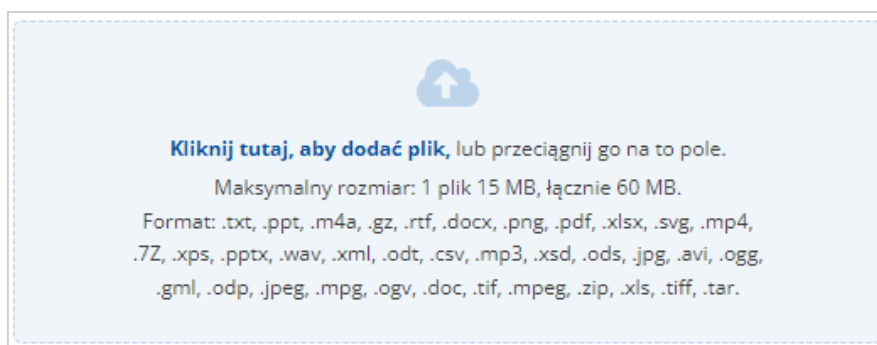 Kliknij tutaj, aby dodać plik, lub przeciągnij go na to pole.
Maksymalny rozmiar: 1 plik 15 MB, łącznie 60 MB.
Format: .txt, .ppt, .m4a, .gz, .rtf, .docx, .png, .pdf, .xlsx, .svg, .mp4,
.7Z, .xps, .pptx, .wav, .xml, .odt, .csv, .mp3, .xsd, .ods, .jpg, .avi, .ogg,
.gml, .odp, .jpeg, .mpg, .ogv, .doc, .tif, .mpeg, .zip, .xls, .tiff, .tar.